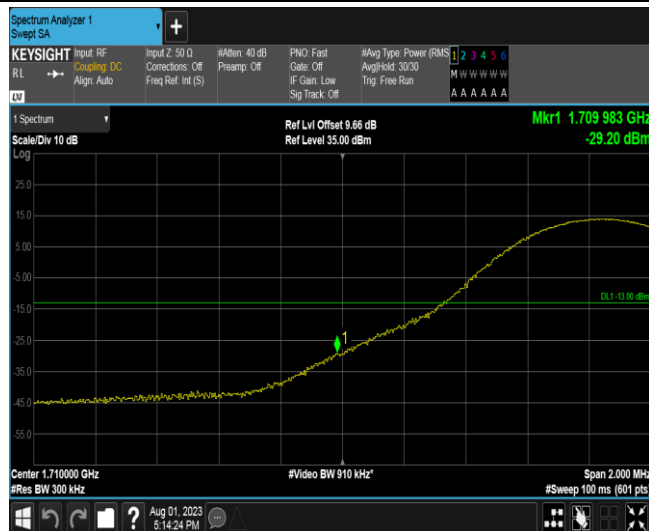 Spectrum Analyzer 1
Swept SA
+
KEYSIGHT
RL
LXI
Input: RF
Coupling: DC
Align: Auto
Input Z: 50 Ω
Corrections: Off
Freq Ref: Int (S)
#Atten: 40 dB
Preamp: Off
PNO: Fast
Gate: Off
IF Gain: Low
Sig Track: Off
#Avg Type: Power (RMS
Avg|Hold: 30/30
Trig: Free Run
1 2 3 4 5 6
M W W W W W
A A A A A A
1 Spectrum
Scale/Div 10 dB
Log
Ref Lvl Offset 9.66 dB
Ref Level 35.00 dBm
Mkr1 1.709 983 GHz
-29.20 dBm
25.0
15.0
5.00
-5.00
DL1 -13.00 dBm
-15.0
1
-25.0
-35.0
-45.0
-55.0
Center 1.710000 GHz
#Res BW 300 kHz
#Video BW 910 kHz*
Span 2.000 MHz
#Sweep 100 ms (601 pts)
?
Aug 01, 2023
5:14:24 PM